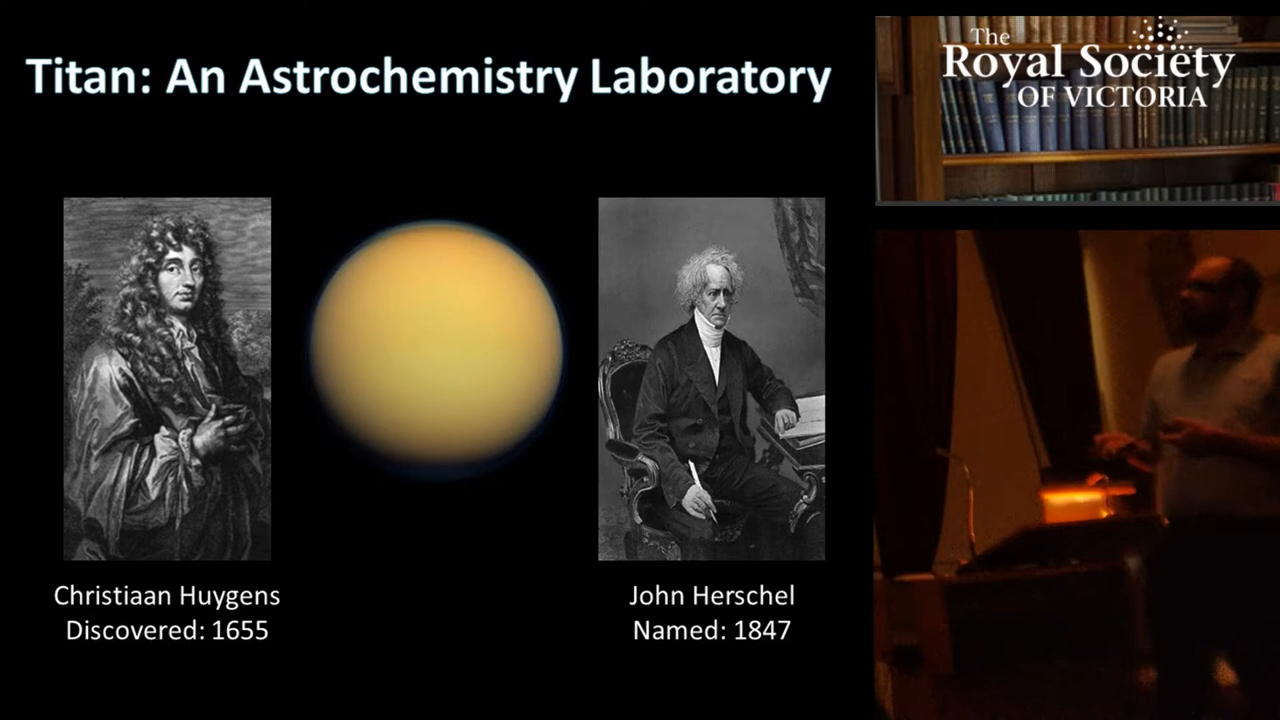 Titan: An Astrochemistry Laboratory
The
Royal Society
OF VICTORIA
Christiaan Huygens
Discovered: 1655
John Herschel
Named: 1847